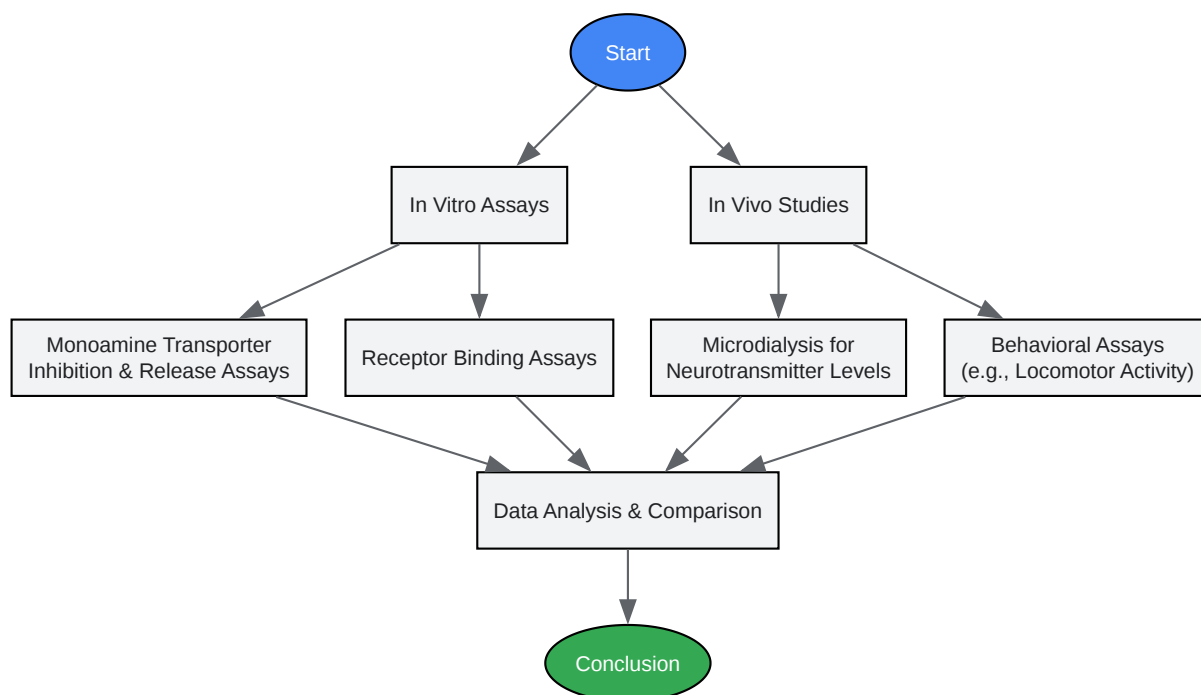 Start
In Vitro Assays
In Vivo Studies
Monoamine Transporter
Inhibition & Release Assays
Receptor Binding Assays
Microdialysis for
Neurotransmitter Levels
Behavioral Assays
(e.g., Locomotor Activity)
Data Analysis & Comparison
Conclusion